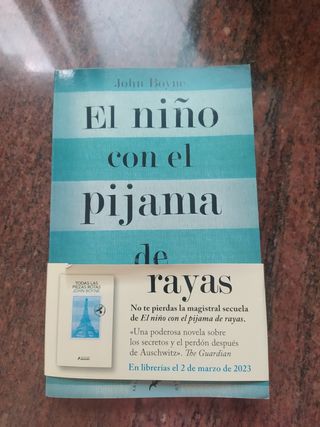 John Boyne
El niño
con el
pijama
de
rayas
TODAS LAS
PIEZAS ROTAS
JOHN BOYNE
No te pierdas la magistral secuela
de El niño con el pijama de rayas.
«Una poderosa novela sobre
los secretos y el perdón después
de Auschwitz». The Guardian
En librerías el 2 de marzo de 2023